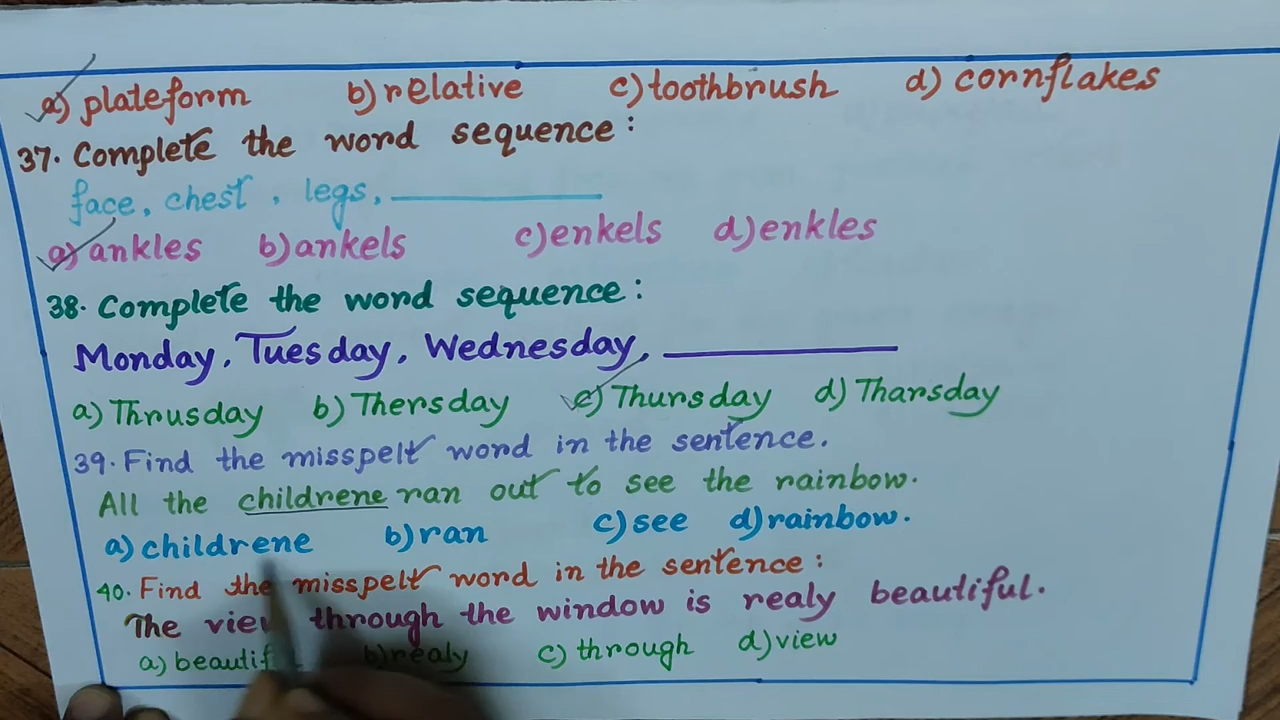 a) plateform b) relative c) toothbrush d) cornflakes
37. Complete the word sequence:
face, chest, legs, ___________
a) ankles b) ankels c) enkels d) enkles
38. Complete the word sequence:
Monday, Tuesday, Wednesday, ___________
a) Thrusday b) Thersday c) Thursday d) Tharsday
39. Find the misspelt word in the sentence.
All the childrene ran out to see the rainbow.
a) childrene b) ran c) see d) rainbow.
40. Find the misspelt word in the sentence:
The view through the window is realy beautiful.
a) b) realy c) through d) view